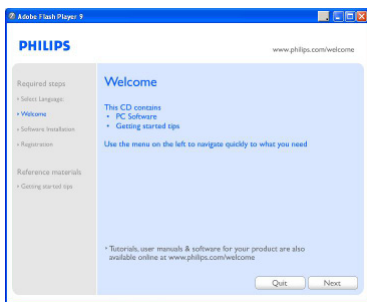 Adobe Flash Player 9
PHILIPS
www.philips.com/welcome
Required steps
• Select Language
• Welcome
• Software Installation
• Registration
Reference materials
• Getting started tips
Welcome
This CD contains
• PC Software
• Getting started tips
Use the menu on the left to navigate quickly to what you need
• Tutorials, user manuals & software for your product are also
available online at www.philips.com/welcome
Quit
Next